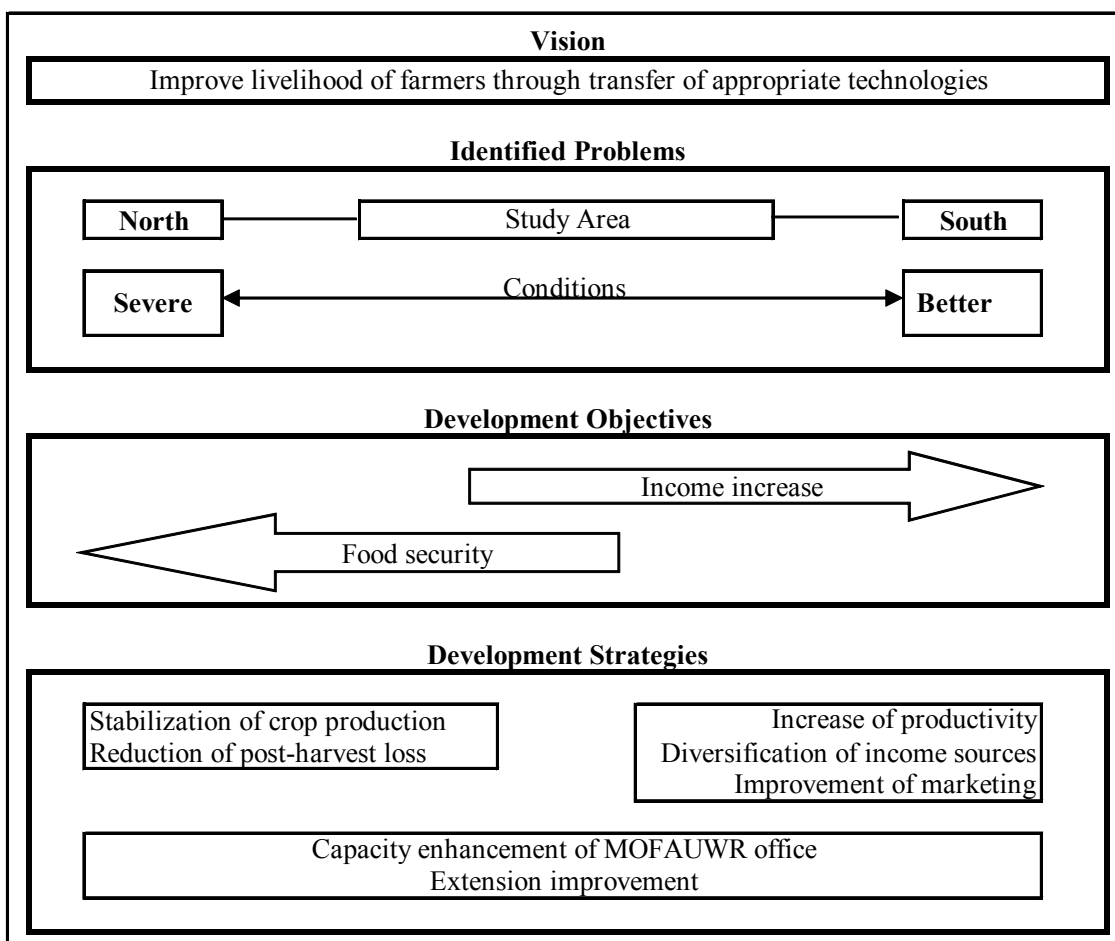 Vision
Improve livelihood of farmers through transfer of appropriate technologies
Identified Problems
North
Study Area
South
Severe
Conditions
Better
Development Objectives
Income increase
Food security
Development Strategies
Stabilization of crop production
Reduction of post-harvest loss
Increase of productivity
Diversification of income sources
Improvement of marketing
Capacity enhancement of MOFAUWR office
Extension improvement